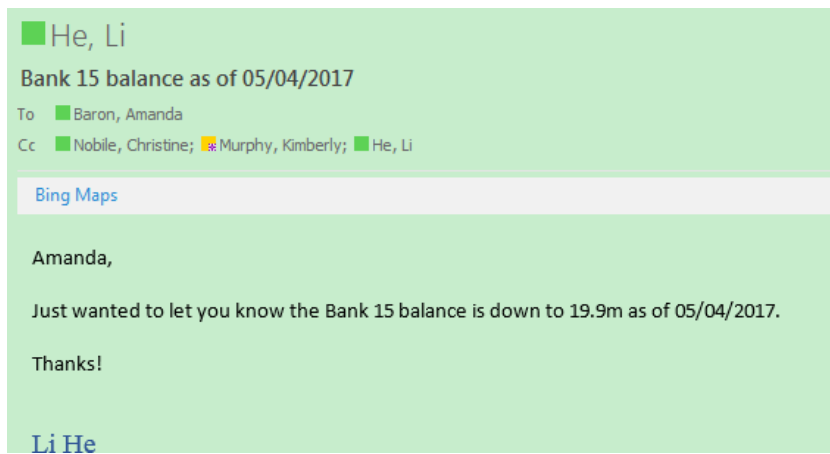 He, Li
Bank 15 balance as of 05/04/2017
To Baron, Amanda
Cc Nobile, Christine; Murphy, Kimberly; He, Li
Bing Maps
Amanda,
Just wanted to let you know the Bank 15 balance is down to 19.9m as of 05/04/2017.
Thanks!
Li He